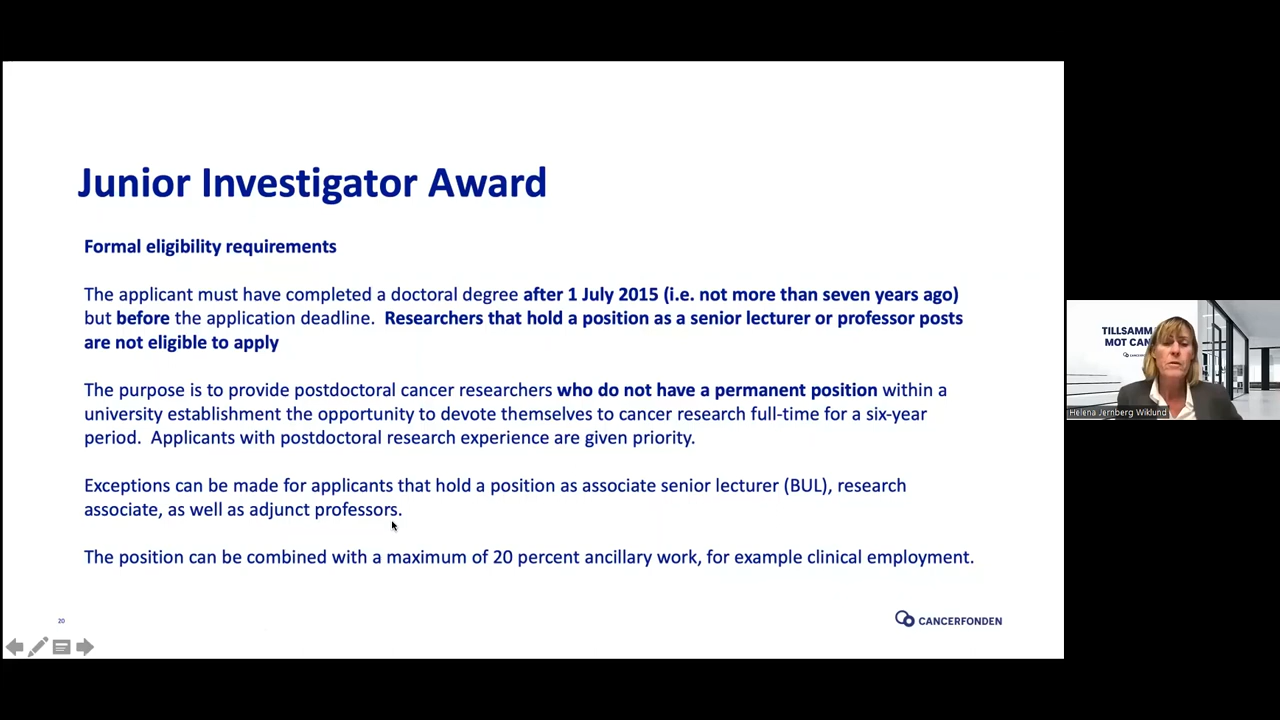 Junior Investigator Award
Formal eligibility requirements
The applicant must have completed a doctoral degree after 1 July 2015 (i.e. not more than seven years ago)
but before the application deadline. Researchers that hold a position as a senior lecturer or professor posts
are not eligible to apply
The purpose is to provide postdoctoral cancer researchers who do not have a permanent position within a
university establishment the opportunity to devote themselves to cancer research full-time for a six-year
period. Applicants with postdoctoral research experience are given priority.
Exceptions can be made for applicants that hold a position as associate senior lecturer (BUL), research
associate, as well as adjunct professors.
The position can be combined with a maximum of 20 percent ancillary work, for example clinical employment.
20
CANCERFONDEN
TILLSAMM
MOT CAN
Helena Jernberg Wiklund